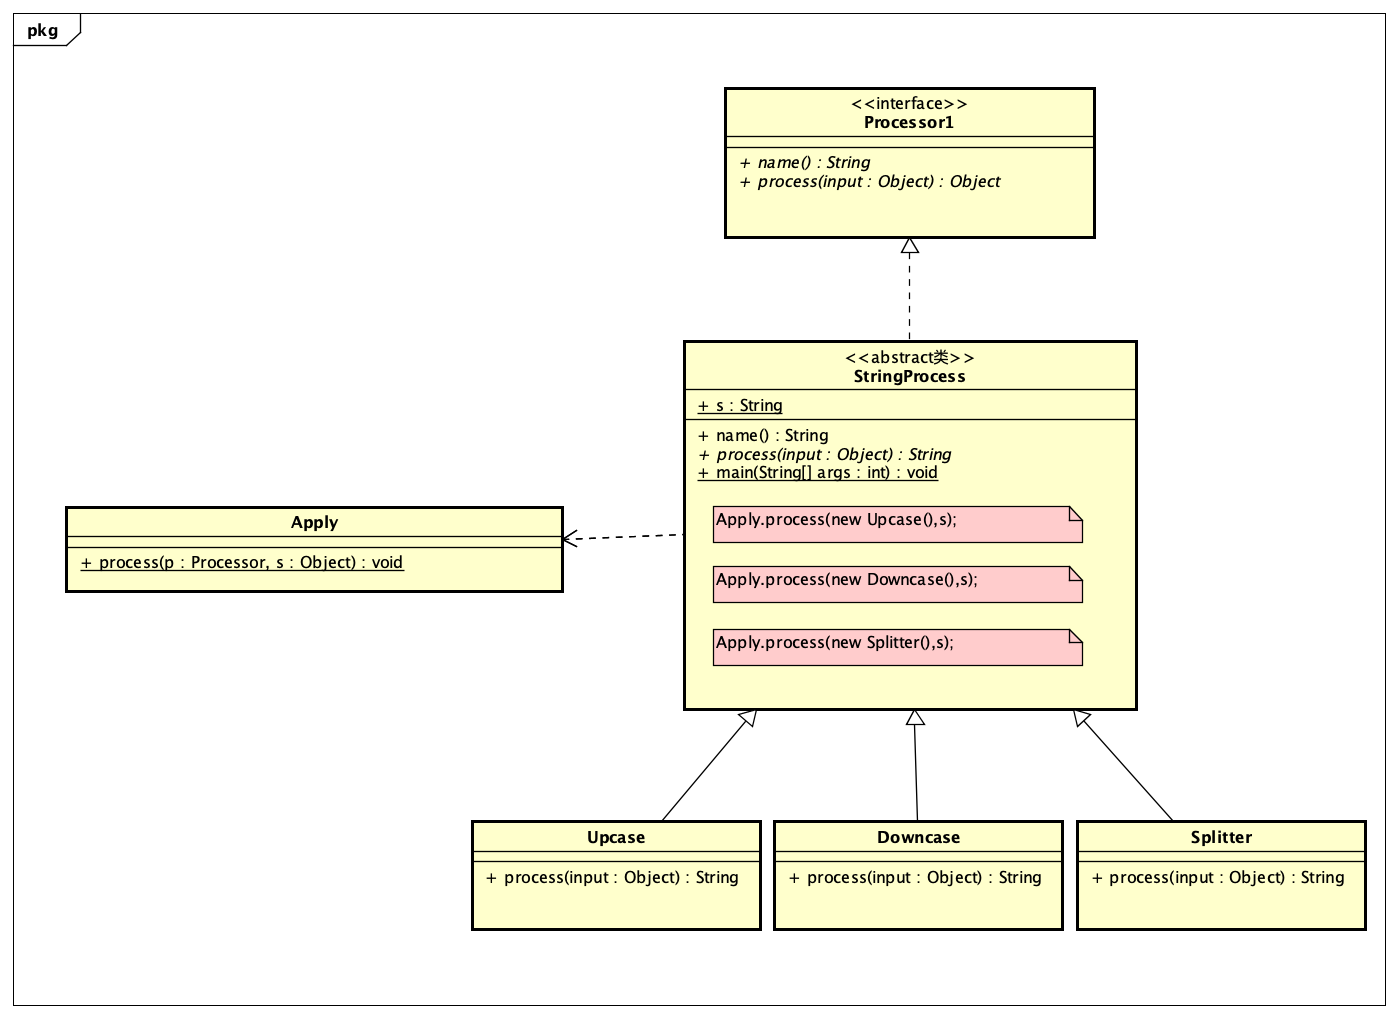 pkg
<<interface>>
Processor1
+ name() : String
+ process(input : Object) : Object
<<abstract类>>
StringProcess
+ s : String
+ name() : String
+ process(input : Object) : String
+ main(String[] args : int) : void
Apply.process(new Upcase(),s);
Apply.process(new Downcase(),s);
Apply.process(new Splitter(),s);
Apply
+ process(p : Processor, s : Object) : void
Upcase
+ process(input : Object) : String
Downcase
+ process(input : Object) : String
Splitter
+ process(input : Object) : String